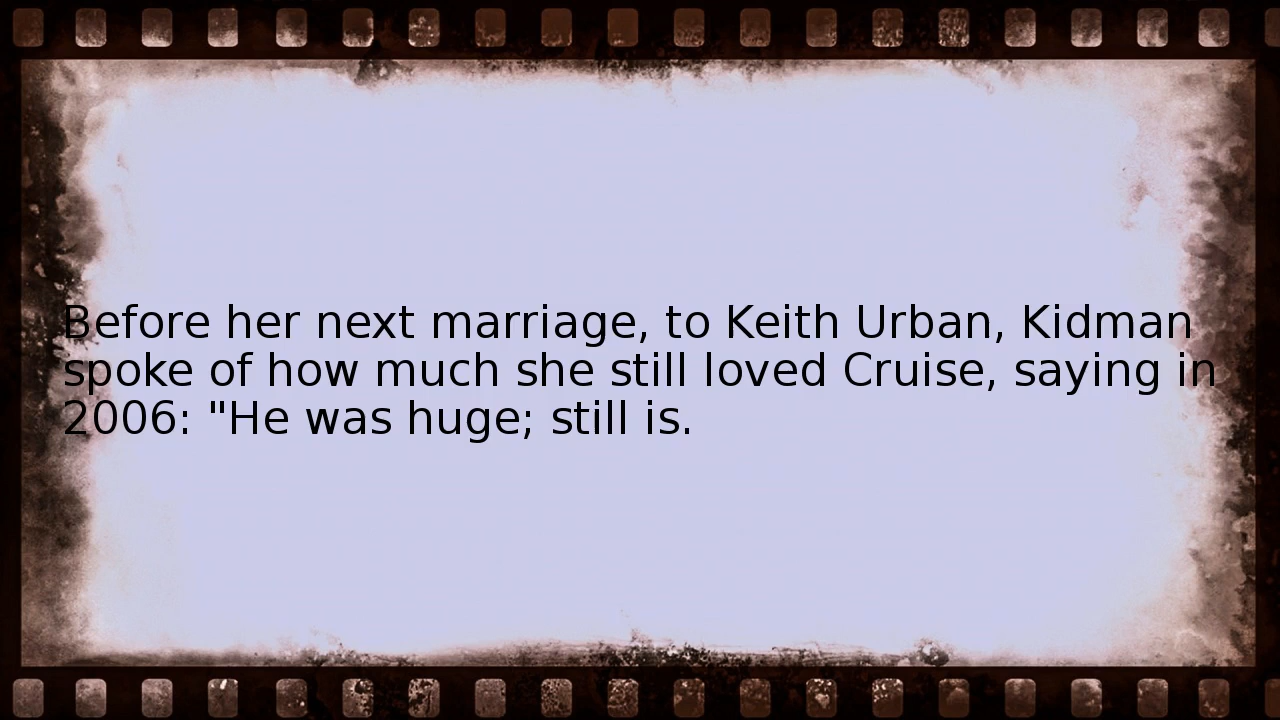 Before her next marriage, to Keith Urban, Kidman
spoke of how much she still loved Cruise, saying in
2006: "He was huge; still is.